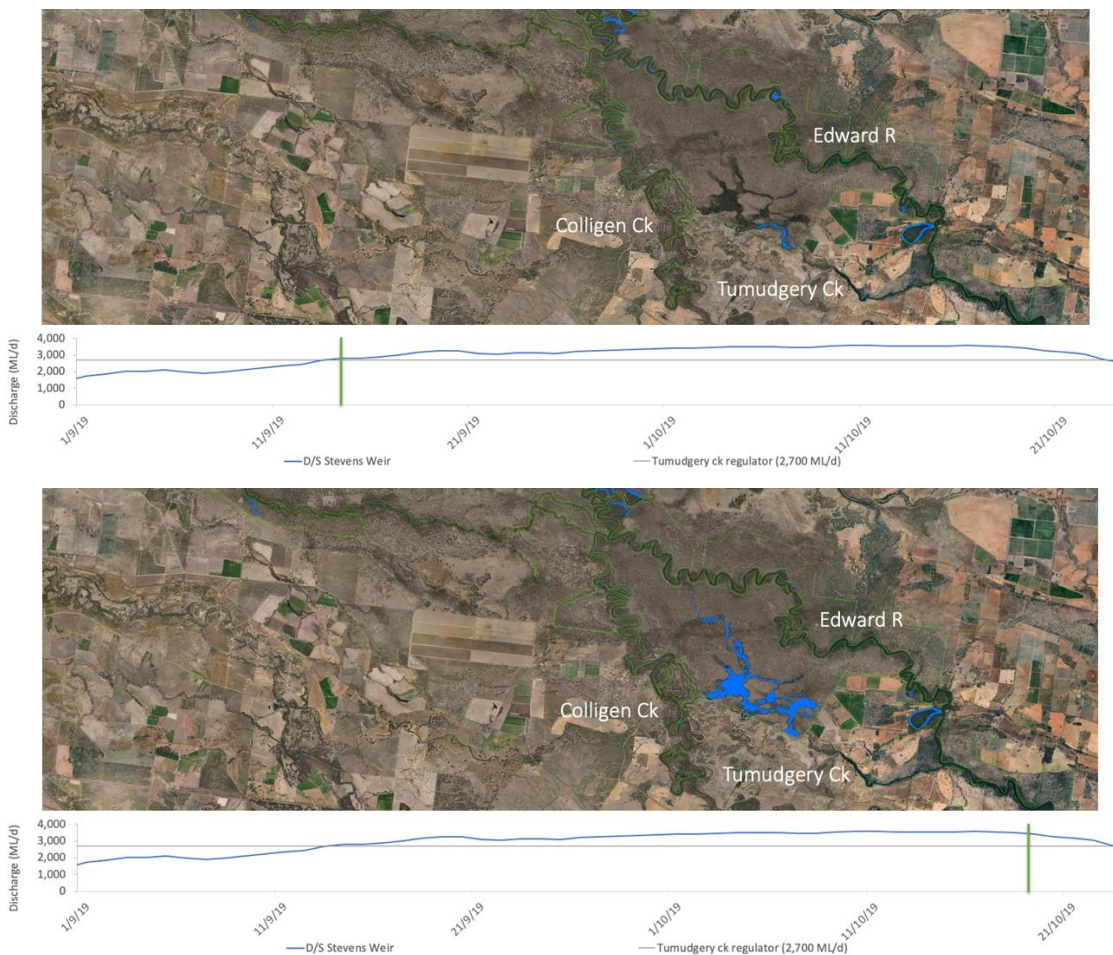 Edward R
Colligen Ck
Tumudgery Ck
Discharge (ML/d)
4,000
3,000
2,000
1,000
0
1/9/19
11/9/19
21/9/19
1/10/19
11/10/19
21/10/19
D/S Stevens Weir
Tumudgery ck regulator (2,700 ML/d)
Edward R
Colligen Ck
Tumudgery Ck
Discharge (ML/d)
4,000
3,000
2,000
1,000
0
1/9/19
11/9/19
21/9/19
1/10/19
11/10/19
21/10/19
D/S Stevens Weir
Tumudgery ck regulator (2,700 ML/d)